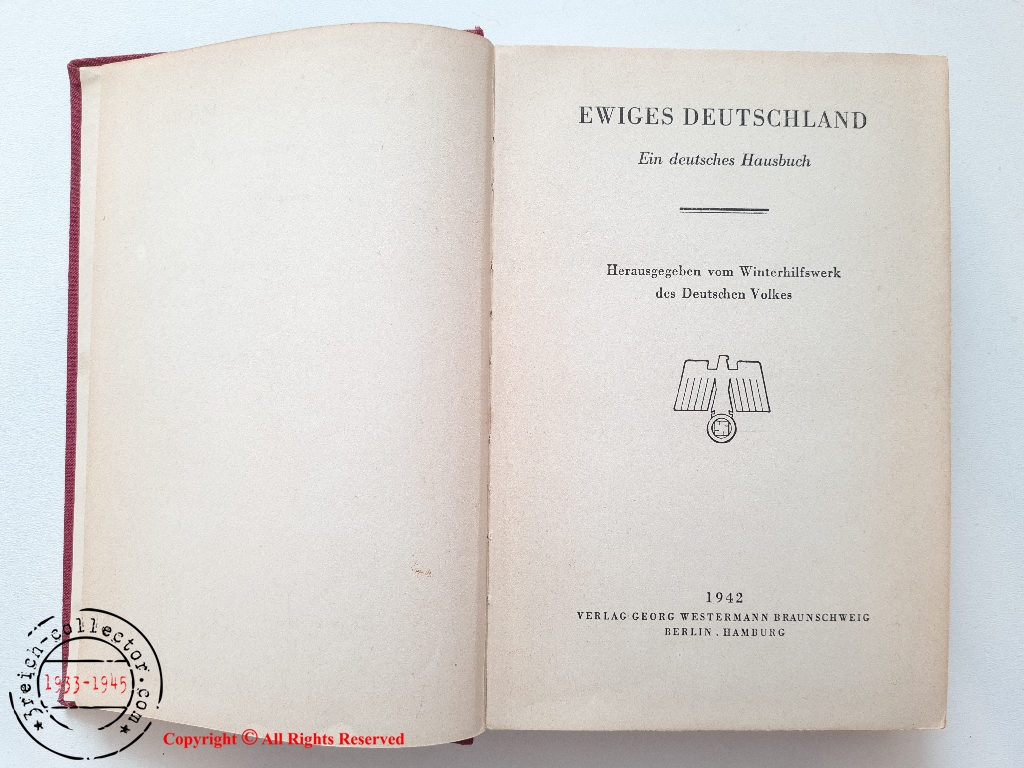 EWIGES DEUTSCHLAND
Ein deutsches Hausbuch
Herausgegeben vom Winterhilfswerk
des Deutschen Volkes
1942
VERLAG GEORG WESTERMANN BRAUNSCHWEIG
BERLIN . HAMBURG
3reich-collector.com
1933-1945
Copyright © All Rights Reserved